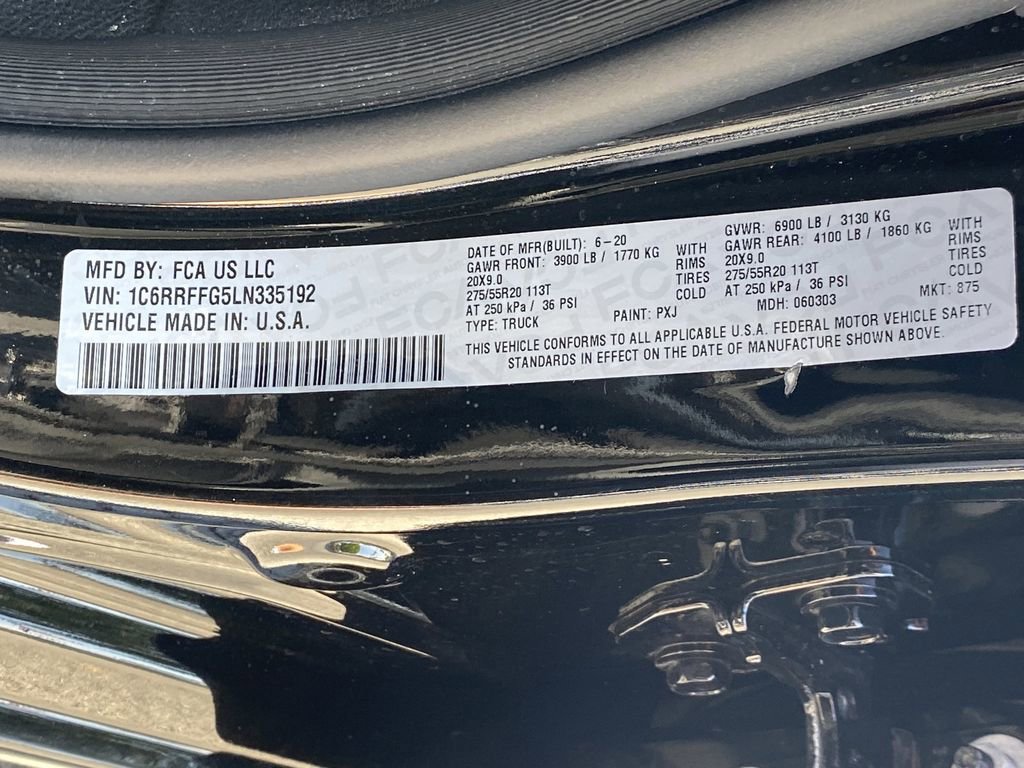 MFD BY: FCA US LLC
VIN: 1C6RRFFG5LN335192
VEHICLE MADE IN: U.S.A.
DATE OF MFR(BUILT): 6-20
GAWR FRONT: 3900 LB / 1770 KG WITH
20X9.0 RIMS
275/55R20 113T TIRES
AT 250 kPa / 36 PSI COLD
TYPE: TRUCK PAINT: PXJ
GVWR: 6900 LB / 3130 KG
GAWR REAR: 4100 LB / 1860 KG WITH
20X9.0 RIMS
275/55R20 113T TIRES
AT 250 kPa / 36 PSI COLD
MDH: 060303 MKT: 875
THIS VEHICLE CONFORMS TO ALL APPLICABLE U.S.A. FEDERAL MOTOR VEHICLE SAFETY
STANDARDS IN EFFECT ON THE DATE OF MANUFACTURE SHOWN ABOVE.